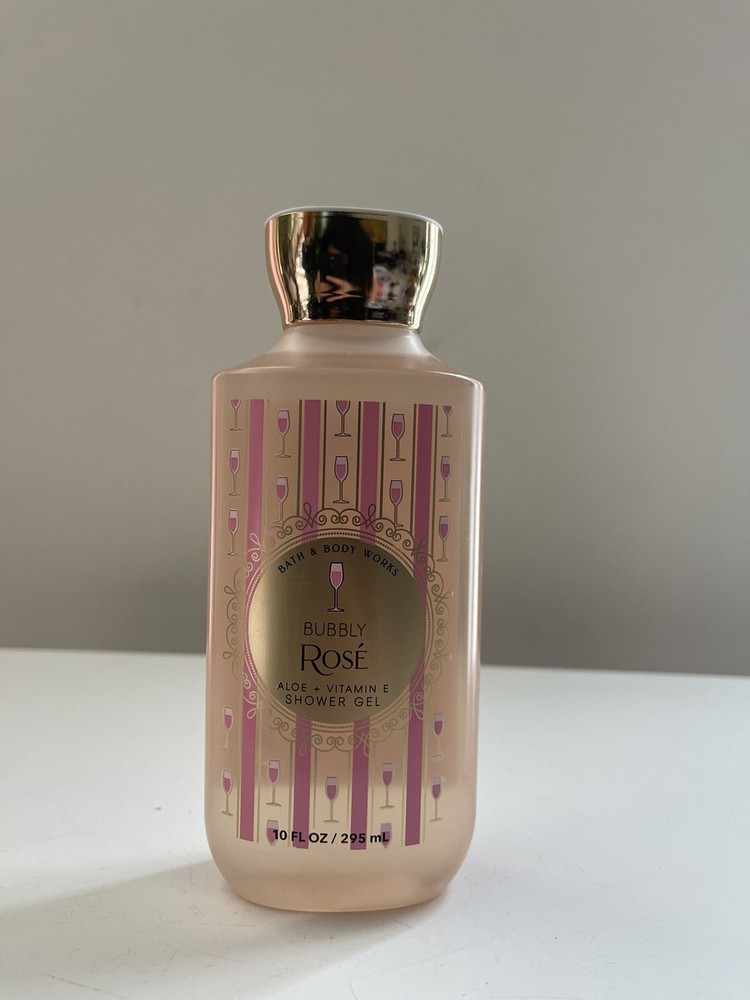 BATH & BODY WORKS
BUBBLY
ROSÉ
ALOE + VITAMIN E
SHOWER GEL
10 FL OZ / 295 mL